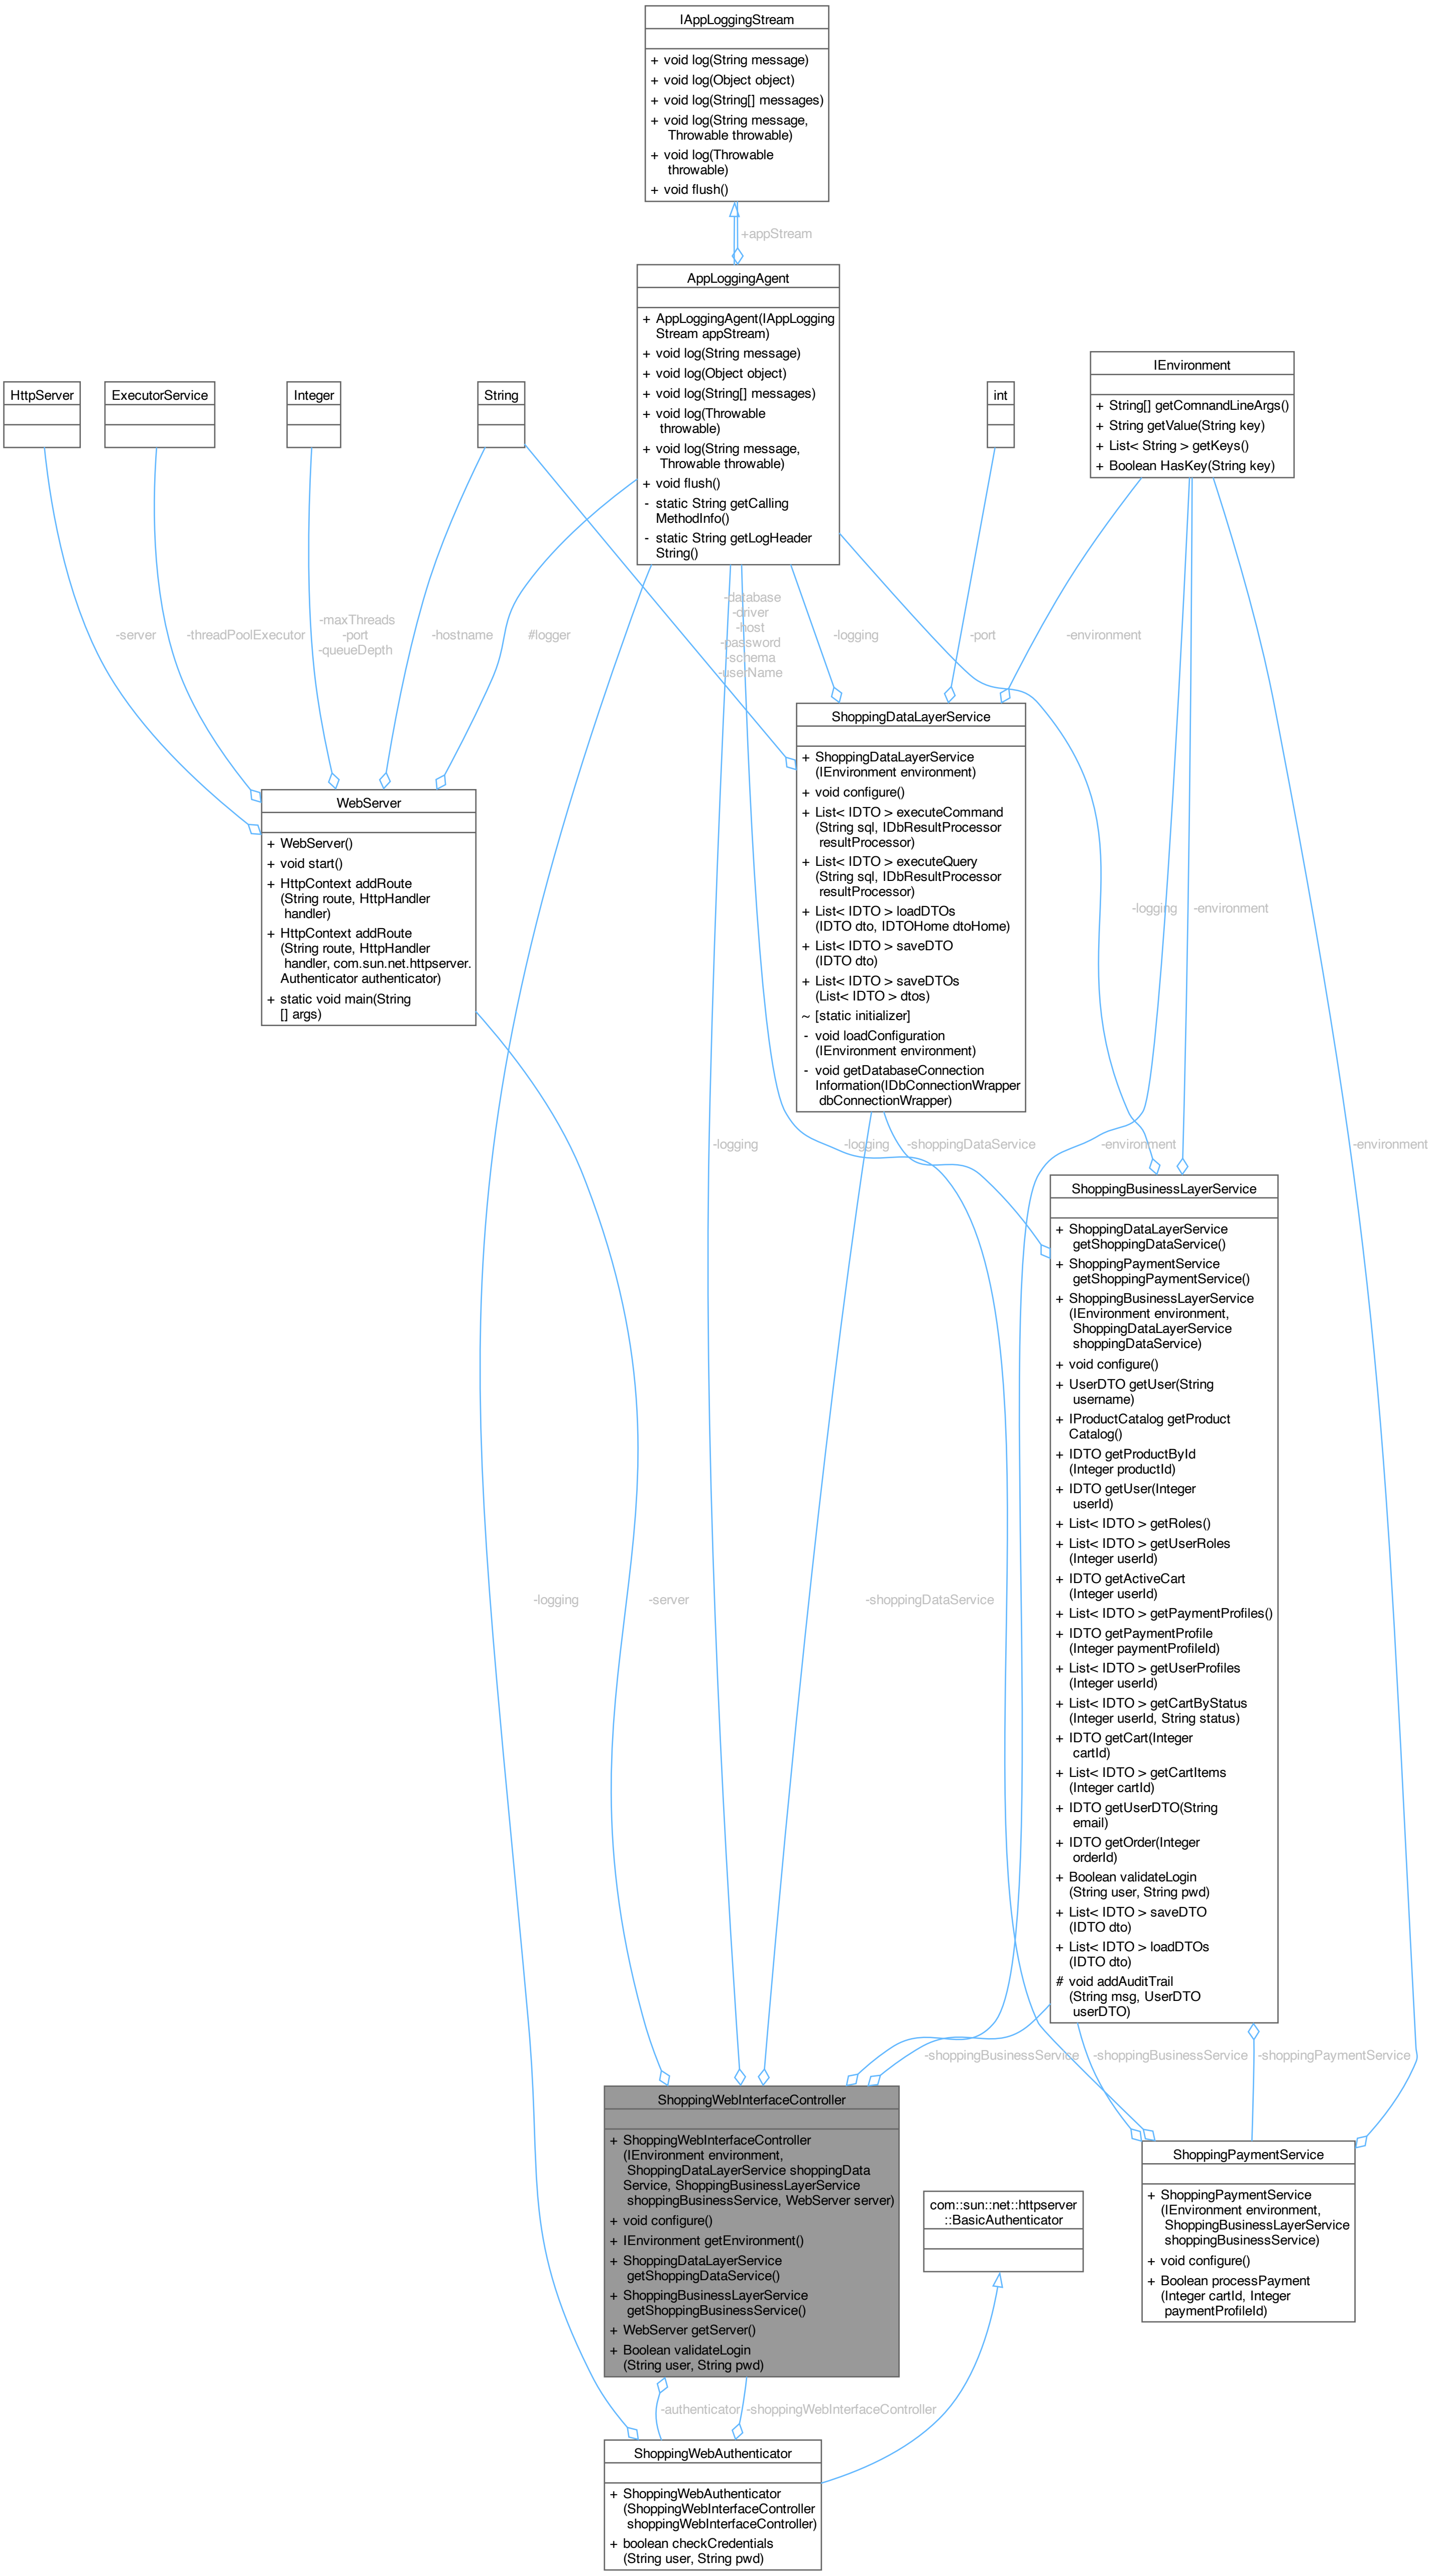 IAppLoggingStream
+ void log(String message)
+ void log(Object object)
+ void log(String[] messages)
+ void log(String message,
Throwable throwable)
+ void log(Throwable
throwable)
+ void flush()
+appStream
AppLoggingAgent
+ AppLoggingAgent(IAppLogging
Stream appStream)
+ void log(String message)
+ void log(Object object)
+ void log(String[] messages)
+ void log(Throwable
throwable)
+ void log(String message,
Throwable throwable)
+ void flush()
- static String getCalling
MethodInfo()
- static String getLogHeader
String()
IEnvironment
+ String[] getComnandLineArgs()
+ String getValue(String key)
+ List< String > getKeys()
+ Boolean HasKey(String key)
HttpServer
ExecutorService
Integer
String
int
-server
-threadPoolExecutor
-maxThreads
-port
-queueDepth
-hostname
#logger
-database
-driver
-host
-password
-schema
-userName
-logging
-port
-environment
ShoppingDataLayerService
+ ShoppingDataLayerService
(IEnvironment environment)
+ void configure()
+ List< IDTO > executeCommand
(String sql, IDbResultProcessor
resultProcessor)
+ List< IDTO > executeQuery
(String sql, IDbResultProcessor
resultProcessor)
+ List< IDTO > loadDTOs
(IDTO dto, IDTOHome dtoHome)
+ List< IDTO > saveDTO
(IDTO dto)
+ List< IDTO > saveDTOs
(List< IDTO > dtos)
~ [static initializer]
- void loadConfiguration
(IEnvironment environment)
- void getDatabaseConnection
Information(IDbConnectionWrapper
dbConnectionWrapper)
WebServer
+ WebServer()
+ void start()
+ HttpContext addRoute
(String route, HttpHandler
handler)
+ HttpContext addRoute
(String route, HttpHandler
handler, com.sun.net.httpserver.
Authenticator authenticator)
+ static void main(String
[] args)
-logging
-environment
-logging
-logging
-shoppingDataService
-environment
-environment
ShoppingBusinessLayerService
+ ShoppingDataLayerService
getShoppingDataService()
+ ShoppingPaymentService
getShoppingPaymentService()
+ ShoppingBusinessLayerService
(IEnvironment environment,
ShoppingDataLayerService
shoppingDataService)
+ void configure()
+ UserDTO getUser(String
username)
+ IProductCatalog getProduct
Catalog()
+ IDTO getProductById
(Integer productId)
+ IDTO getUser(Integer
userId)
+ List< IDTO > getRoles()
+ List< IDTO > getUserRoles
(Integer userId)
+ IDTO getActiveCart
(Integer userId)
+ List< IDTO > getPaymentProfiles()
+ IDTO getPaymentProfile
(Integer paymentProfileId)
+ List< IDTO > getUserProfiles
(Integer userId)
+ List< IDTO > getCartByStatus
(Integer userId, String status)
+ IDTO getCart(Integer
cartId)
+ List< IDTO > getCartItems
(Integer cartId)
+ IDTO getUserDTO(String
email)
+ IDTO getOrder(Integer
orderId)
+ Boolean validateLogin
(String user, String pwd)
+ List< IDTO > saveDTO
(IDTO dto)
+ List< IDTO > loadDTOs
(IDTO dto)
# void addAuditTrail
(String msg, UserDTO
userDTO)
-logging
-server
-shoppingDataService
-shoppingBusinessService
-shoppingBusinessService
-shoppingPaymentService
ShoppingWebInterfaceController
+ ShoppingWebInterfaceController
(IEnvironment environment,
ShoppingDataLayerService shoppingData
Service, ShoppingBusinessLayerService
shoppingBusinessService, WebServer server)
+ void configure()
+ IEnvironment getEnvironment()
+ ShoppingDataLayerService
getShoppingDataService()
+ ShoppingBusinessLayerService
getShoppingBusinessService()
+ WebServer getServer()
+ Boolean validateLogin
(String user, String pwd)
com::sun::net::httpserver
::BasicAuthenticator
ShoppingPaymentService
+ ShoppingPaymentService
(IEnvironment environment,
ShoppingBusinessLayerService
shoppingBusinessService)
+ void configure()
+ Boolean processPayment
(Integer cartId, Integer
paymentProfileId)
-authenticator
-shoppingWebInterfaceController
ShoppingWebAuthenticator
+ ShoppingWebAuthenticator
(ShoppingWebInterfaceController
shoppingWebInterfaceController)
+ boolean checkCredentials
(String user, String pwd)